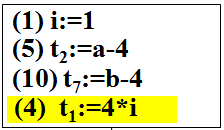 (1) i:=1
(5) t₂:=a-4
(10) t₇:=b-4
(4) t₁:=4*i